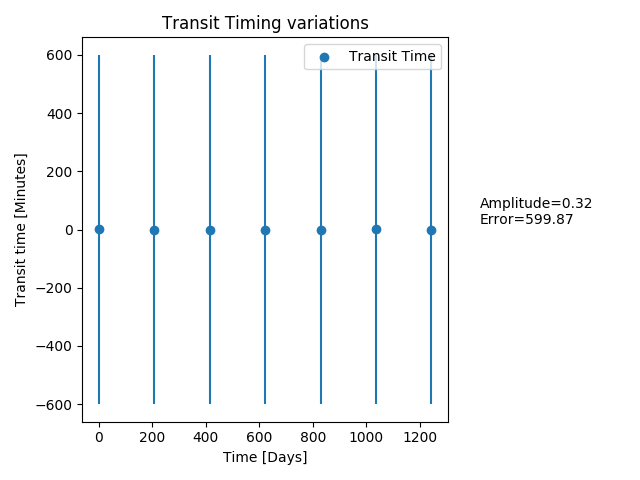 Transit Timing variations
Transit Time
600
400
200
0
−200
−400
−600
Transit time [Minutes]
Amplitude=0.32
Error=599.87
0 200 400 600 800 1000 1200
Time [Days]